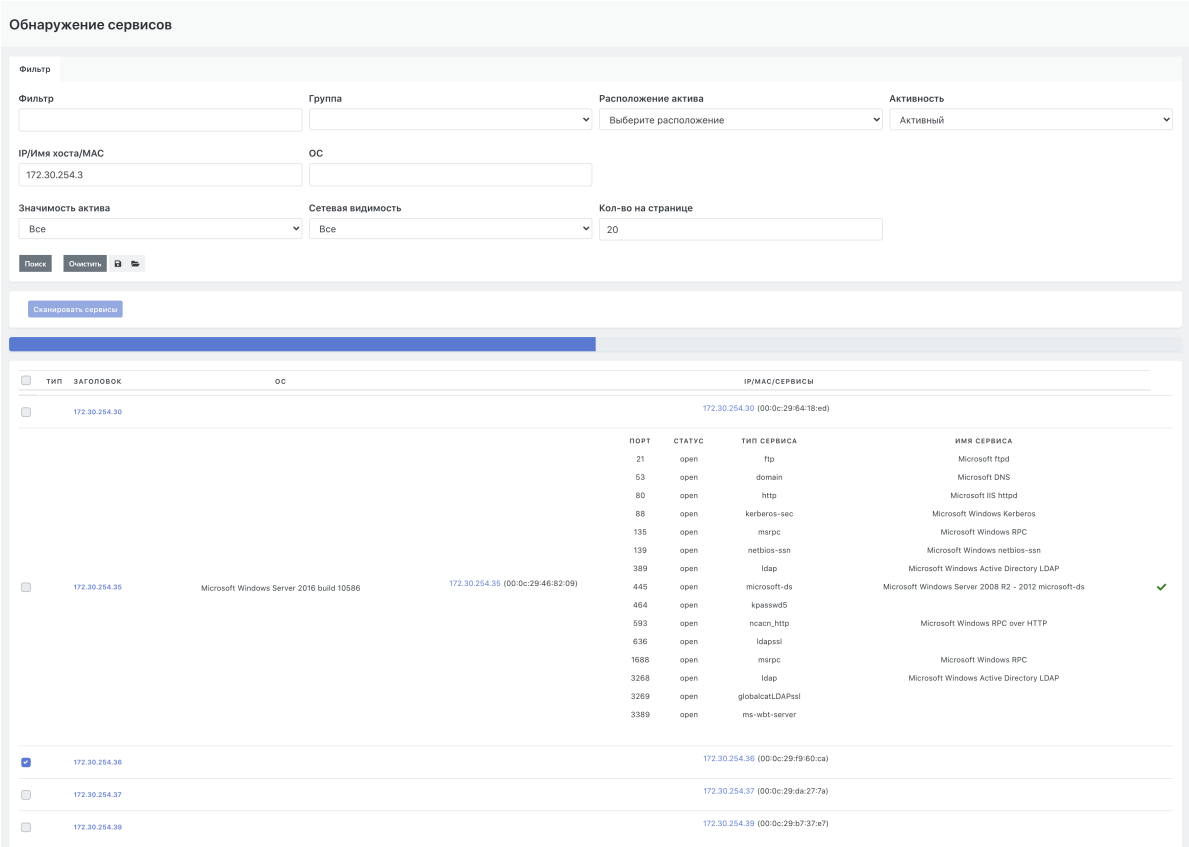 Обнаружение сервисов
Фильтр
Фильтр Группа Расположение актива Активность
Выберите расположение Активный
IP/Имя хоста/MAC ОС
172.30.254.3
Значимость актива Сетевая видимость Кол-во на странице
Все Все 20
Поиск Очистить
Сканировать сервисы
ТИП ЗАГОЛОВОК ОС IP/MAC/СЕРВИСЫ
172.30.254.30 172.30.254.30 (00:0c:29:64:18:ed)
ПОРТ СТАТУС ТИП СЕРВИСА ИМЯ СЕРВИСА
21 open ftp Microsoft ftpd
53 open domain Microsoft DNS
80 open http Microsoft IIS httpd
88 open kerberos-sec Microsoft Windows Kerberos
135 open msrpc Microsoft Windows RPC
139 open netbios-ssn Microsoft Windows netbios-ssn
389 open ldap Microsoft Windows Active Directory LDAP
172.30.254.35 Microsoft Windows Server 2016 build 10586 172.30.254.35 (00:0c:29:46:82:09) 445 open microsoft-ds Microsoft Windows Server 2008 R2 - 2012 microsoft-ds
464 open kpasswd5
593 open ncacn_http Microsoft Windows RPC over HTTP
636 open ldapssl
1688 open msrpc Microsoft Windows RPC
3268 open ldap Microsoft Windows Active Directory LDAP
3269 open globalcatLDAPssl
3389 open ms-wbt-server
172.30.254.36 172.30.254.36 (00:0c:29:f9:60:ca)
172.30.254.37 172.30.254.37 (00:0c:29:da:27:7a)
172.30.254.39 172.30.254.39 (00:0c:29:b7:37:e7)